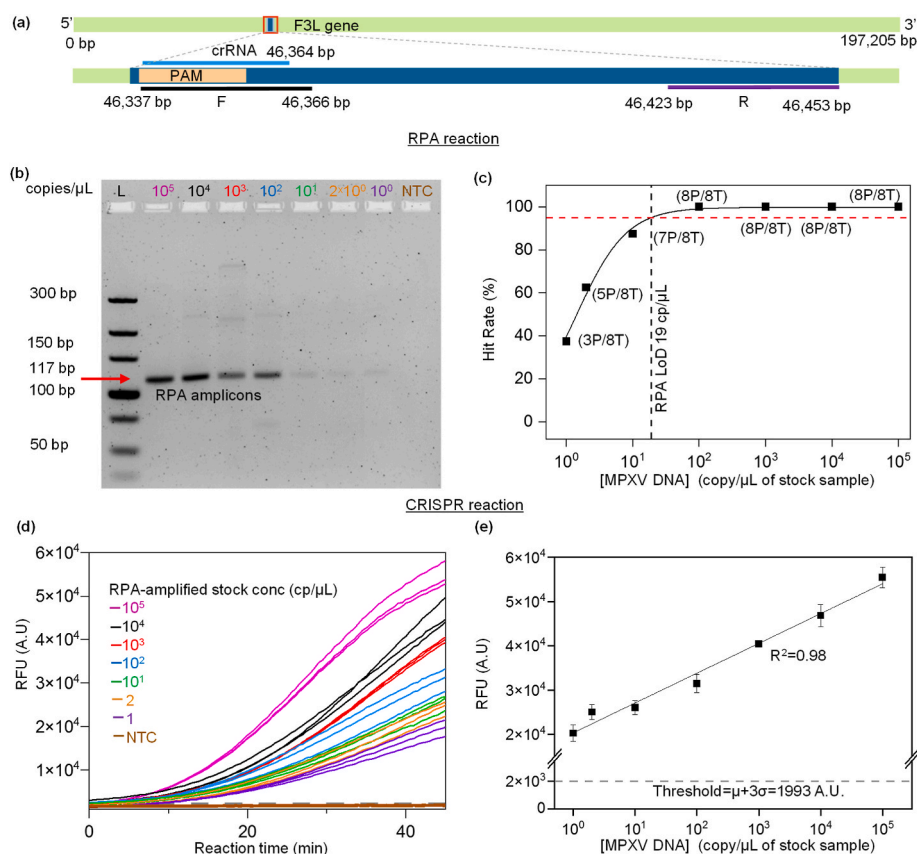 (a)
5’
F3L gene
3’
0 bp
197,205 bp
crRNA
46,364 bp
PAM
46,337 bp
F
46,366 bp
46,423 bp
R
46,453 bp
RPA reaction
(b)
copies/µL
L
10⁵
10⁴
10³
10²
10¹
2×10⁰
10⁰
NTC
300 bp
150 bp
117 bp
100 bp
50 bp
RPA amplicons
(c)
Hit Rate (%)
100
80
60
40
20
0
(8P/8T)
(8P/8T)
(7P/8T)
(8P/8T)
(8P/8T)
(5P/8T)
(3P/8T)
RPA LoD 19 cp/µL
10⁰
10¹
10²
10³
10⁴
10⁵
[MPXV DNA] (copy/µL of stock sample)
CRISPR reaction
(d)
RFU (A.U)
6×10⁴
5×10⁴
4×10⁴
3×10⁴
2×10⁴
1×10⁴
RPA-amplified stock conc (cp/µL)
10⁵
10⁴
10³
10²
10¹
2
1
NTC
0
20
40
Reaction time (min)
(e)
RFU (A.U)
6×10⁴
5×10⁴
4×10⁴
3×10⁴
2×10⁴
2×10³
0
R²=0.98
Threshold=µ+3σ=1993 A.U.
10⁰
10¹
10²
10³
10⁴
10⁵
[MPXV DNA] (copy/µL of stock sample)